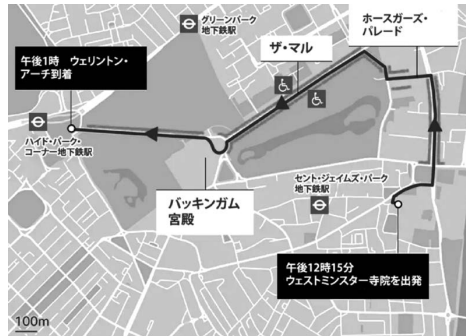 グリーンパーク
地下鉄駅
ホースガーズ・
パレード
午後1時　ウェリントン・
アーチ到着
ザ・マル
ハイド・パーク・
コーナー地下鉄駅
バッキンガム
宮殿
セント・ジェイムズ・パーク
地下鉄駅
午後12時15分
ウェストミンスター寺院を出発
100m